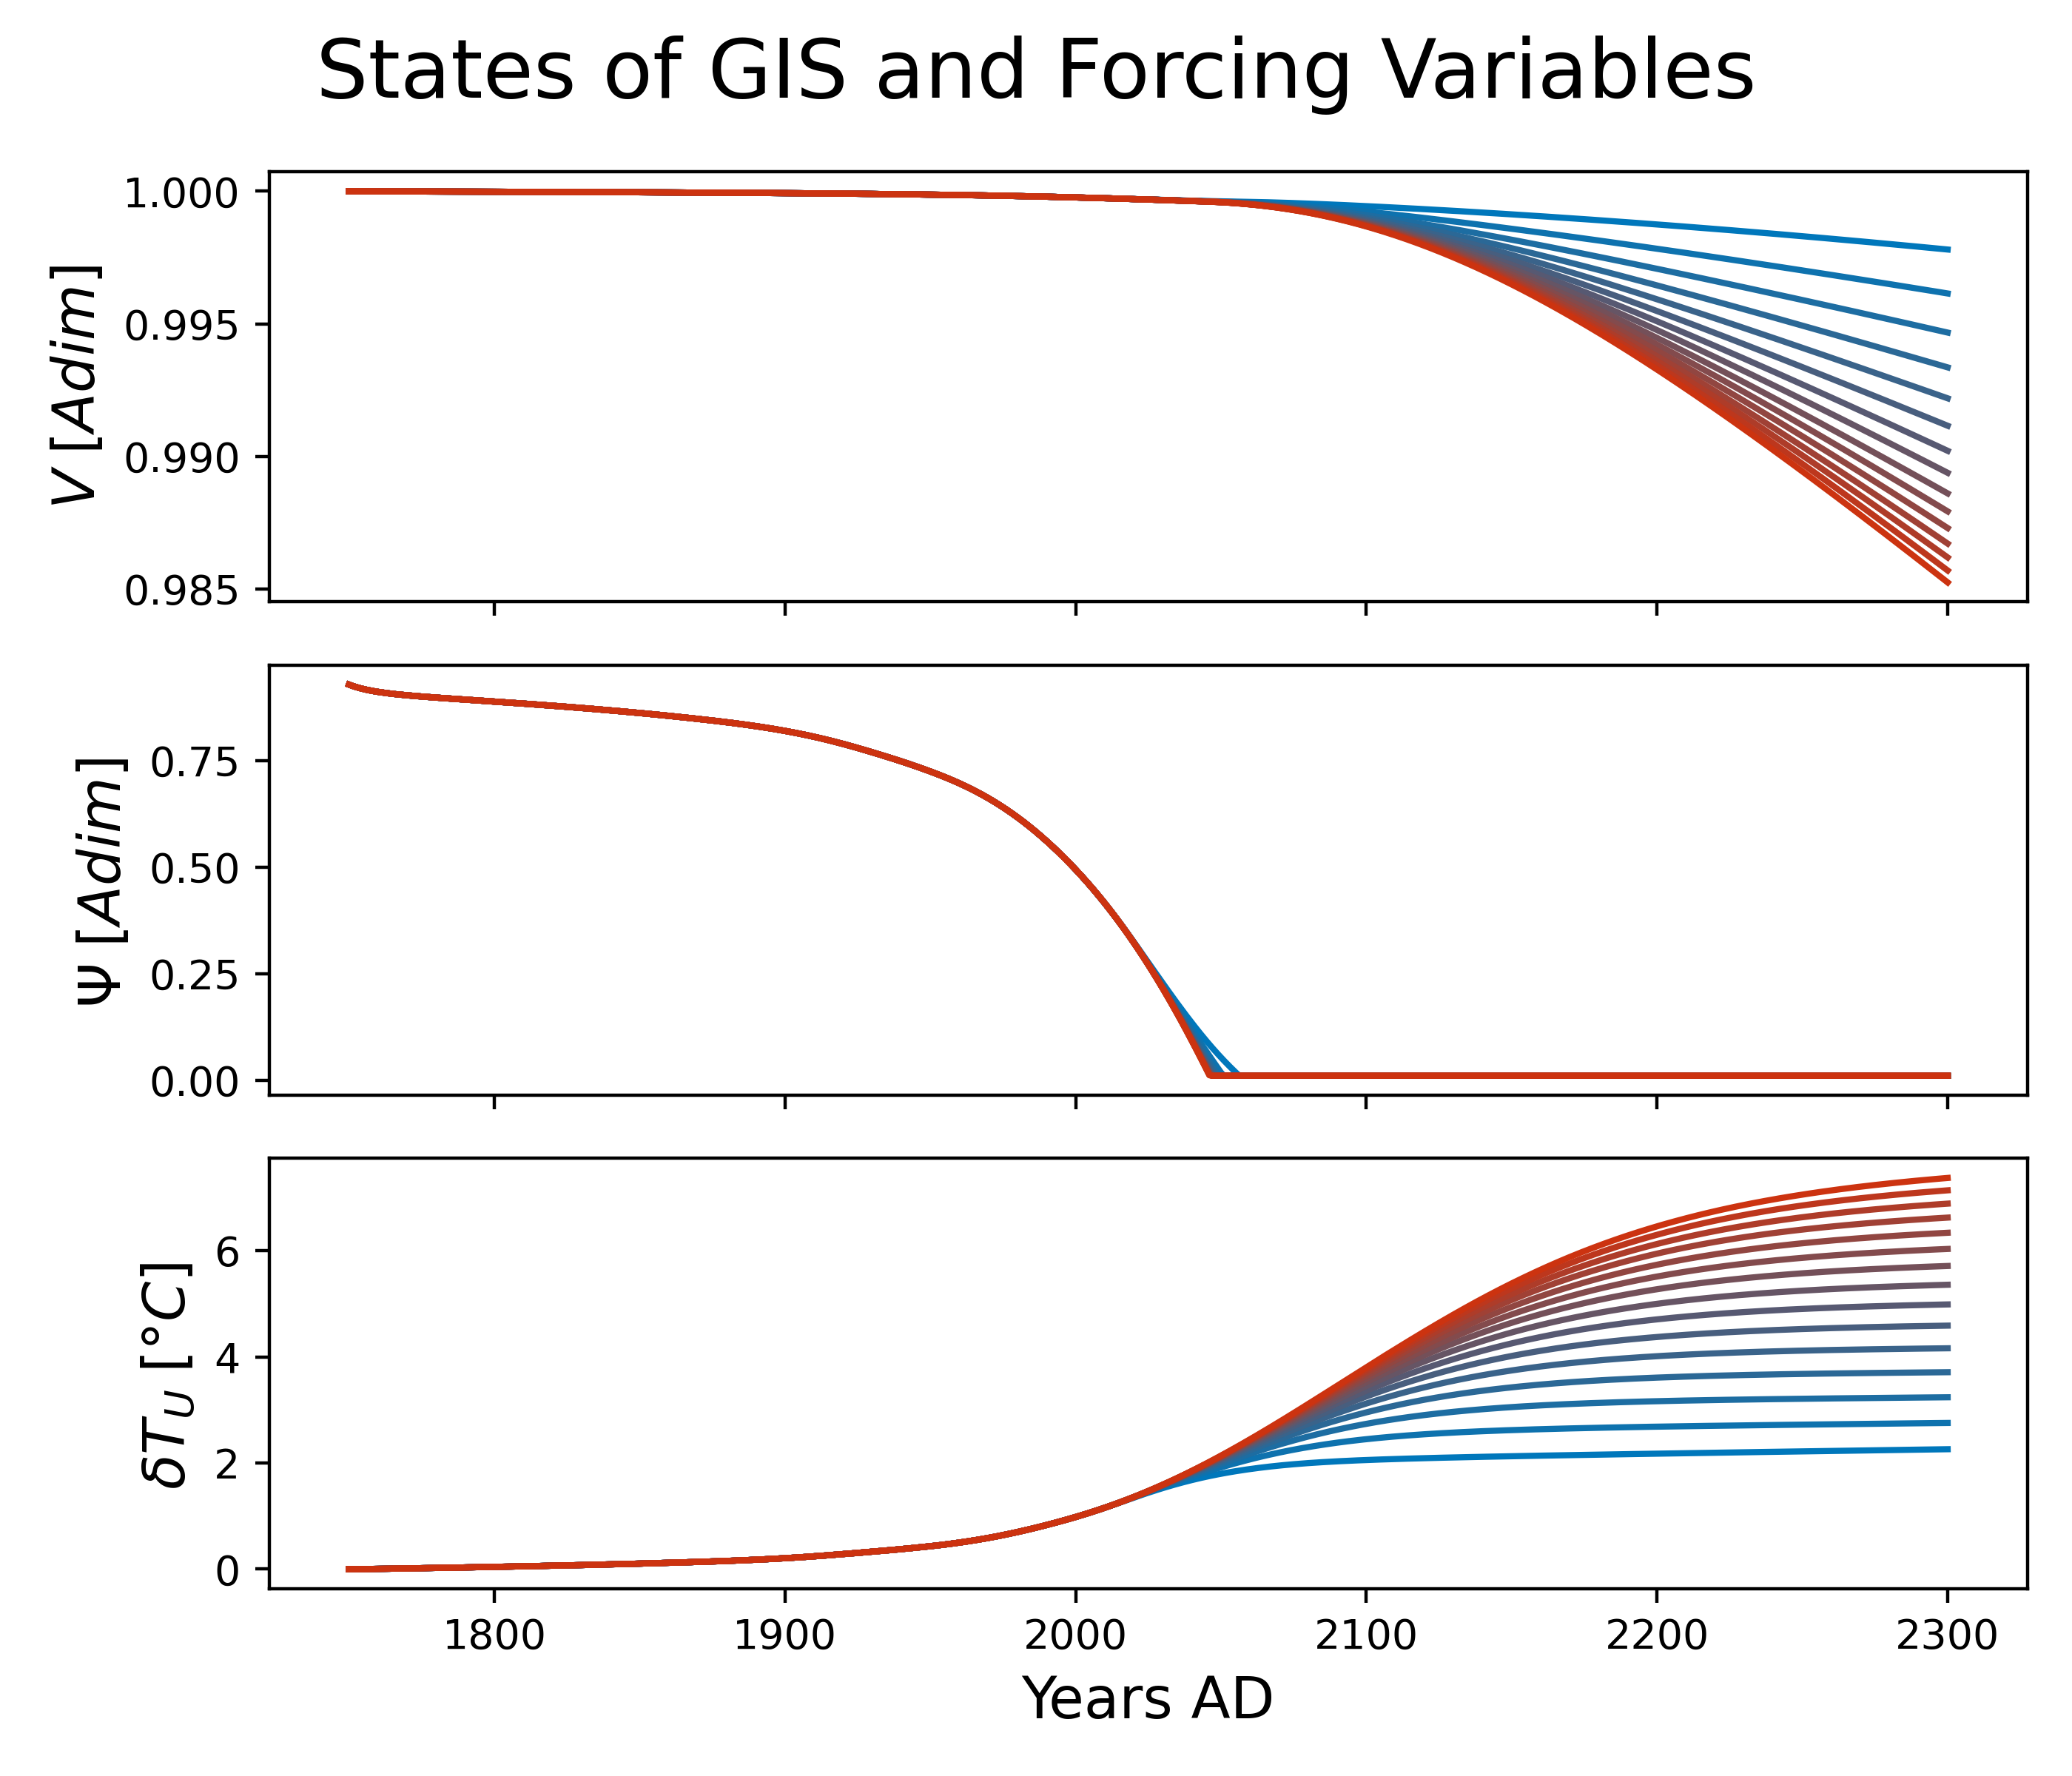 States of GIS and Forcing Variables
V [Adim]
1.000
0.995
0.990
0.985
Ψ [Adim]
0.75
0.50
0.25
0.00
δT_U [°C]
6
4
2
0
1800 1900 2000 2100 2200 2300
Years AD